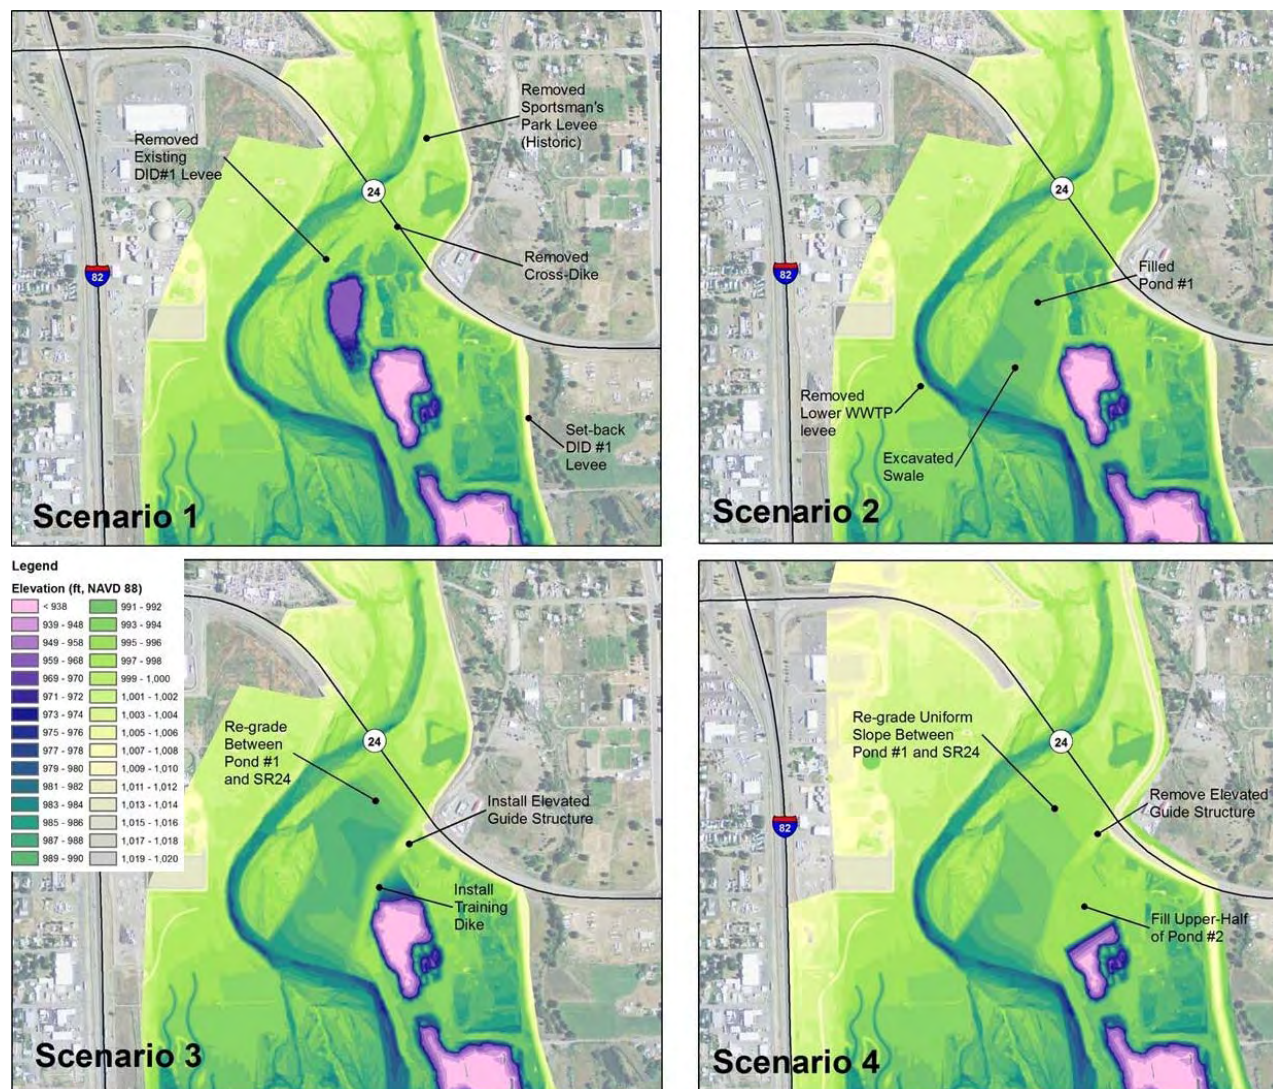 Removed
Sportsman's
Park Levee
(Historic)
Removed
Existing
DID#1 Levee
24
Removed
Cross-Dike
82
Set-back
DID #1
Levee
Scenario 1
24
82
Filled
Pond #1
Removed
Lower WWTP
levee
Excavated
Swale
Scenario 2
Legend
Elevation (ft, NAVD 88)
< 938
939 - 948
949 - 958
959 - 968
969 - 970
971 - 972
973 - 974
975 - 976
977 - 978
979 - 980
981 - 982
983 - 984
985 - 986
987 - 988
989 - 990
991 - 992
993 - 994
995 - 996
997 - 998
999 - 1,000
1,001 - 1,002
1,003 - 1,004
1,005 - 1,006
1,007 - 1,008
1,009 - 1,010
1,011 - 1,012
1,013 - 1,014
1,015 - 1,016
1,017 - 1,018
1,019 - 1,020
Re-grade
Between
Pond #1
and SR24
24
Install Elevated
Guide Structure
Install
Training
Dike
Scenario 3
Re-grade Uniform
Slope Between
Pond #1 and SR24
24
82
Remove Elevated
Guide Structure
Fill Upper-Half
of Pond #2
Scenario 4